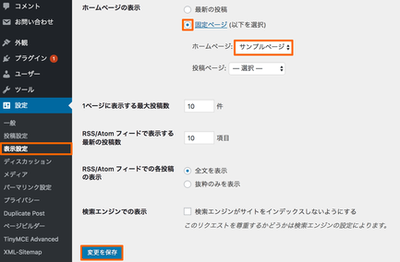 コメント
お問い合わせ
外観
プラグイン 1
ユーザー
ツール
設定
一般
投稿設定
表示設定
ディスカッション
メディア
パーマリンク設定
プライバシー
Duplicate Post
ページビルダー
TinyMCE Advanced
XML-Sitemap
ホームページの表示
最新の投稿
固定ページ (以下を選択)
ホームページ: サンプルページ
投稿ページ: — 選択 —
1ページに表示する最大投稿数 10 件
RSS/Atom フィードで表示する
最新の投稿数 10 項目
RSS/Atom フィードでの各投稿
の表示
全文を表示
抜粋のみを表示
検索エンジンでの表示
検索エンジンがサイトをインデックスしないようにする
このリクエストを尊重するかどうかは検索エンジンの設定によります。
変更を保存